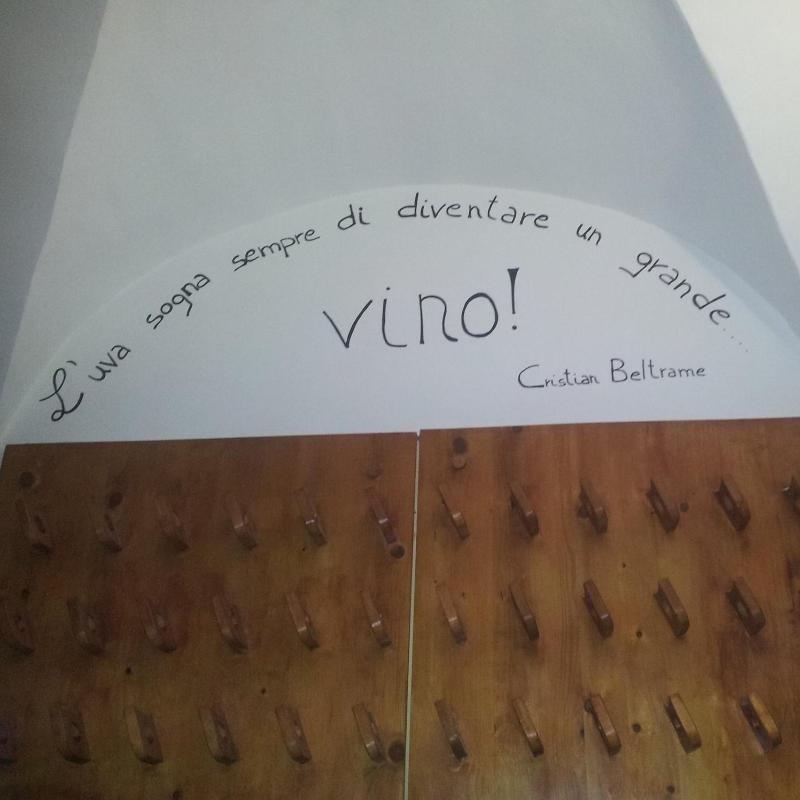 L'uva sogna sempre di diventare un grande....
vino!
Cristian Beltrame